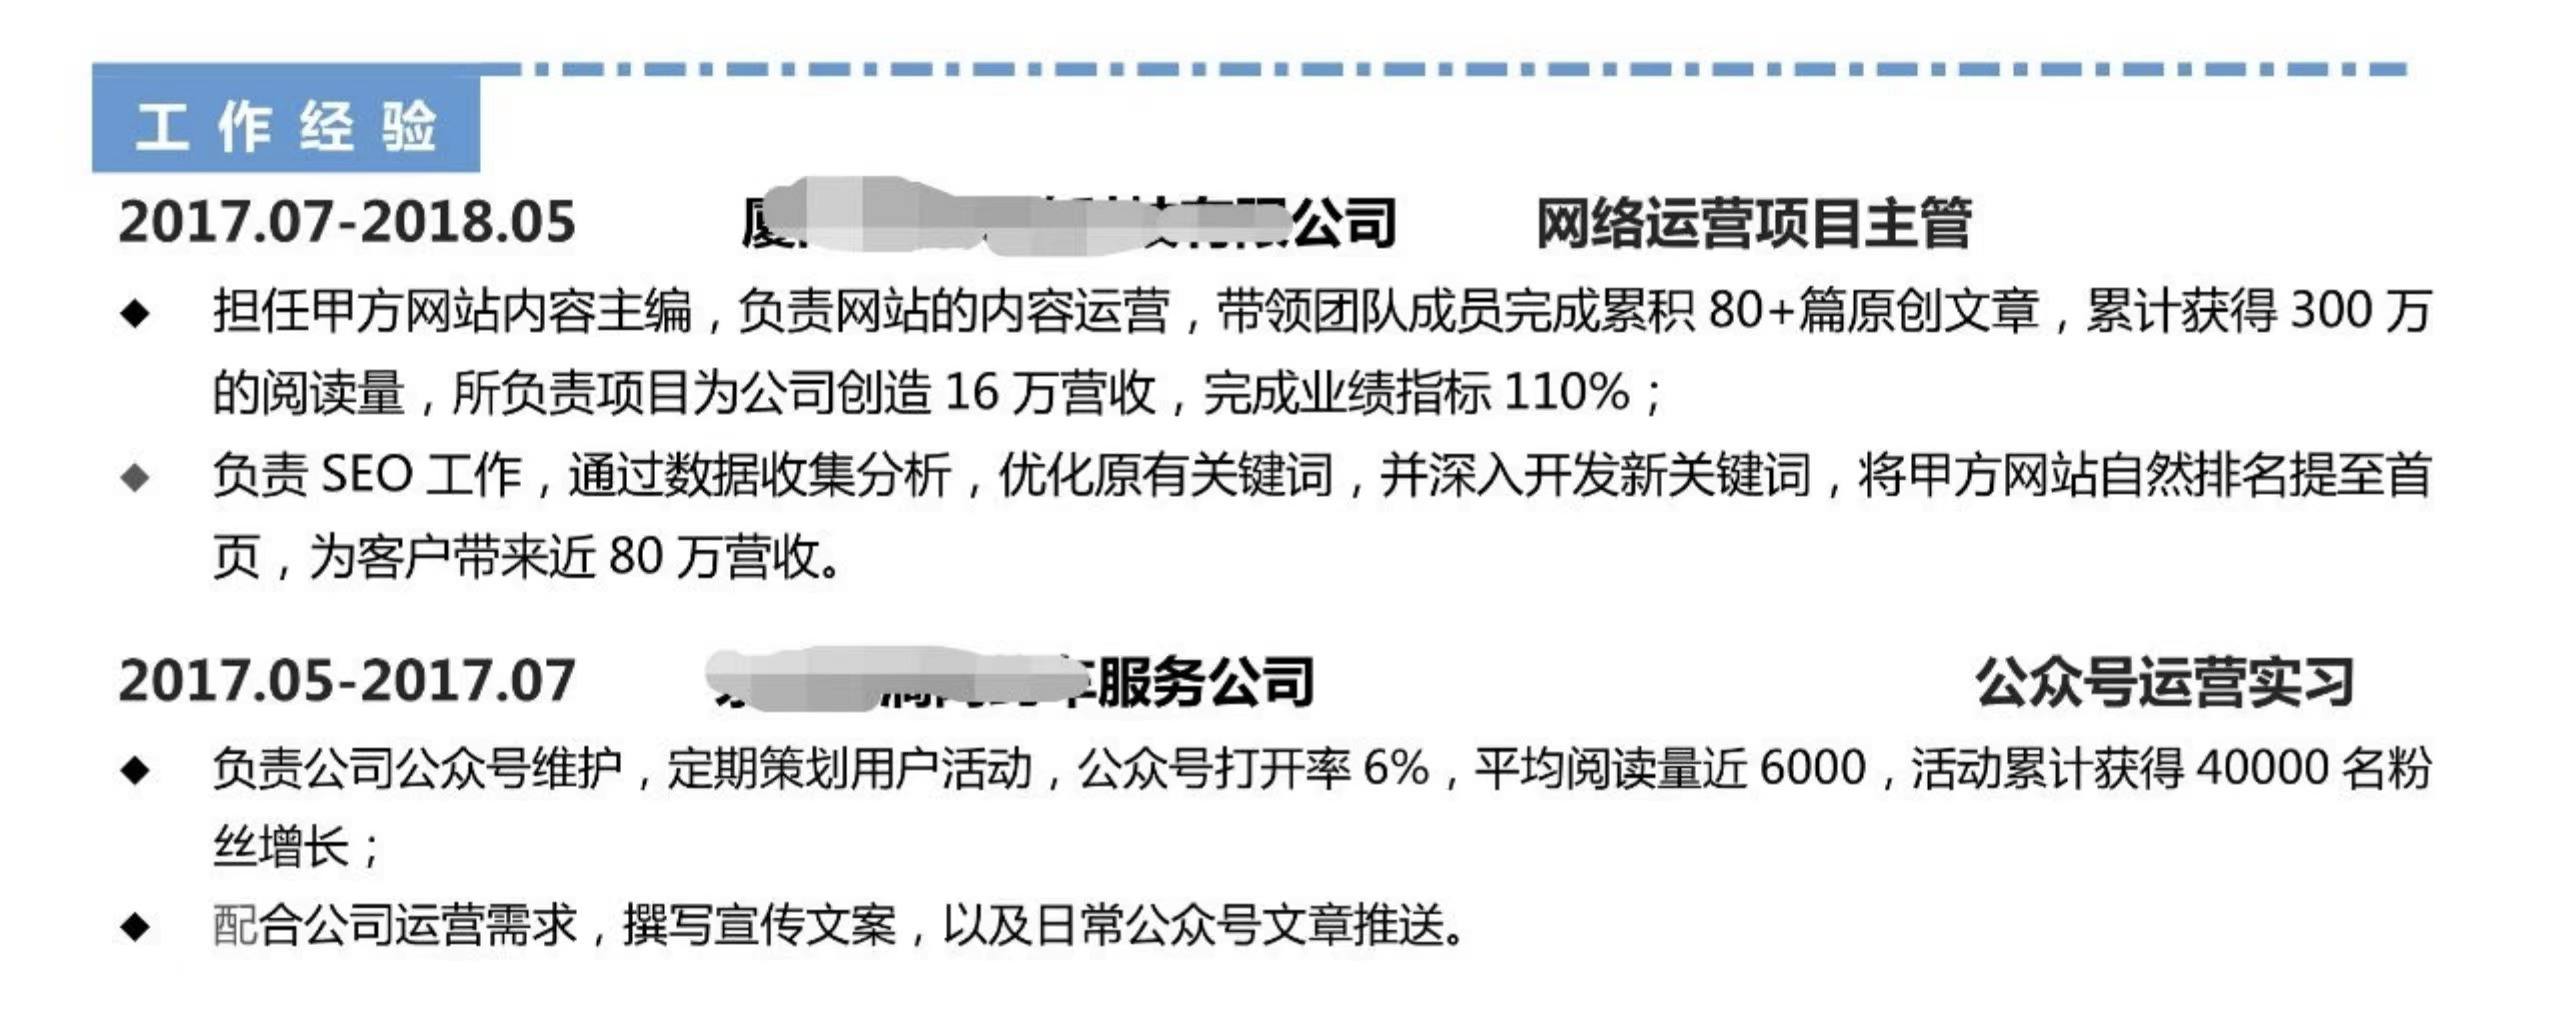 工作经验
2017.07-2018.05 公司 网络运营项目主管
◆ 担任甲方网站内容主编，负责网站的内容运营，带领团队成员完成累积 80+篇原创文章，累计获得 300 万
的阅读量，所负责项目为公司创造 16 万营收，完成业绩指标 110%；
◆ 负责 SEO 工作，通过数据收集分析，优化原有关键词，并深入开发新关键词，将甲方网站自然排名提至首
页，为客户带来近 80 万营收。
2017.05-2017.07 服务公司 公众号运营实习
◆ 负责公司公众号维护，定期策划用户活动，公众号打开率 6%，平均阅读量近 6000，活动累计获得 40000 名粉
丝增长；
◆ 配合公司运营需求，撰写宣传文案，以及日常公众号文章推送。